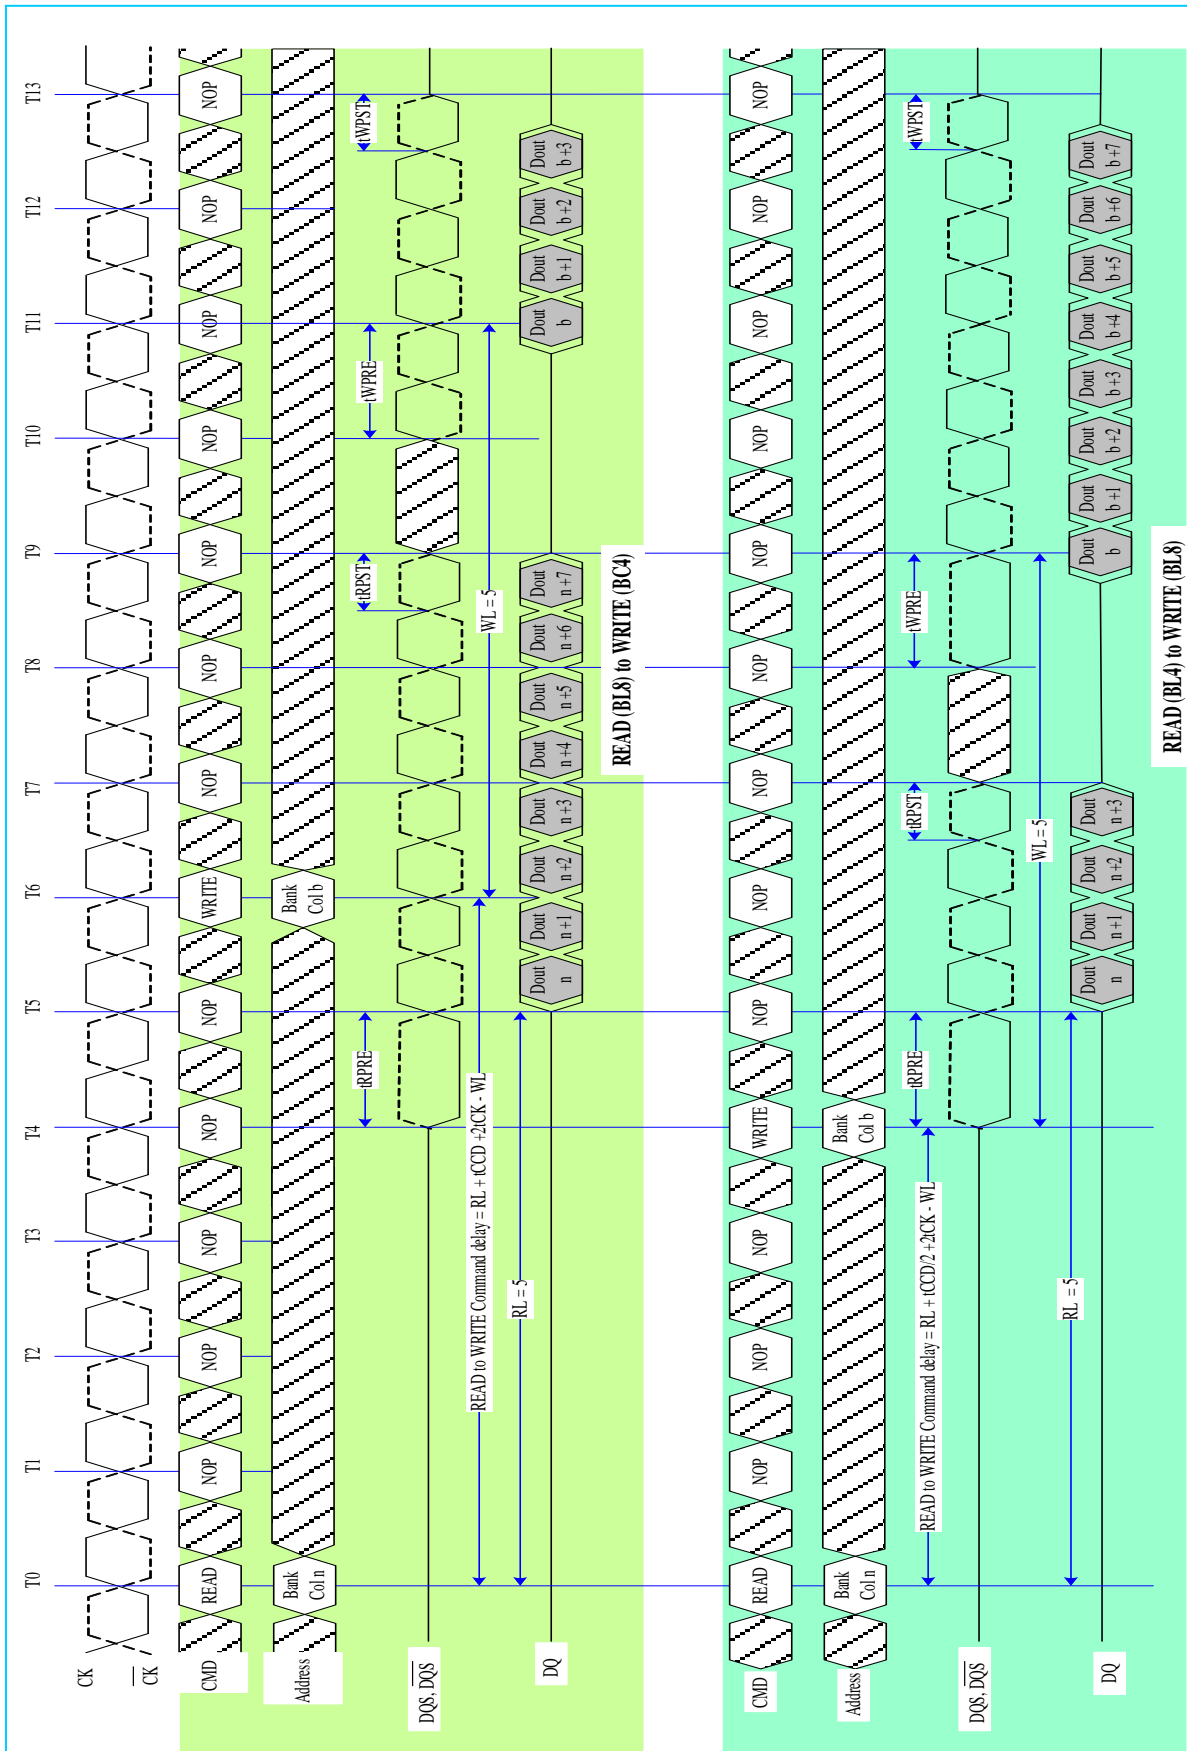 T0 T1 T2 T3 T4 T5 T6 T7 T8 T9 T10 T11 T12 T13
CK
CK
CMD READ NOP NOP NOP NOP NOP WRITE NOP NOP NOP NOP NOP NOP NOP
Address Bank Bank
Col n Col b
tRPRE tRPST tWPRE tWPST
DQS, DQS
READ to WRITE Command delay = RL + tCCD +2tCK - WL WL = 5
RL = 5
DQ Dout Dout Dout Dout Dout Dout Dout Dout Dout Dout Dout Dout
n n+1 n+2 n+3 n+4 n+5 n+6 n+7 b b+1 b+2 b+3
READ (BL8) to WRITE (BC4)
CMD READ NOP NOP NOP WRITE NOP NOP NOP NOP NOP NOP NOP NOP NOP
Address Bank Bank
Col n Col b
tRPRE tRPST tWPRE tWPST
READ to WRITE Command delay = RL + tCCD/2 +2tCK - WL
DQS, DQS
WL = 5
RL = 5
DQ Dout Dout Dout Dout Dout Dout Dout Dout Dout Dout Dout Dout
n n+1 n+2 n+3 b b+1 b+2 b+3 b+4 b+5 b+6 b+7
READ (BL4) to WRITE (BL8)